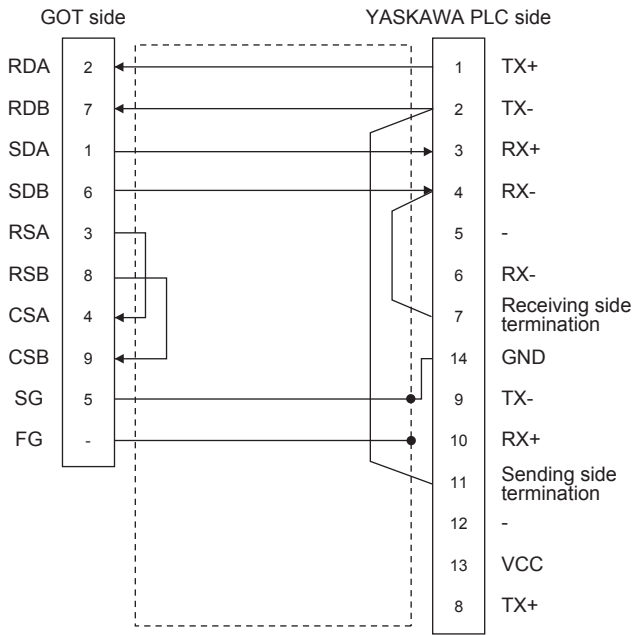 GOT side YASKAWA PLC side
RDA 2 1 TX+
RDB 7 2 TX-
SDA 1 3 RX+
SDB 6 4 RX-
RSA 3 5 -
RSB 8 6 RX-
CSA 4 7 Receiving side
termination
CSB 9 14 GND
SG 5 9 TX-
FG - 10 RX+
11 Sending side
termination
12 -
13 VCC
8 TX+